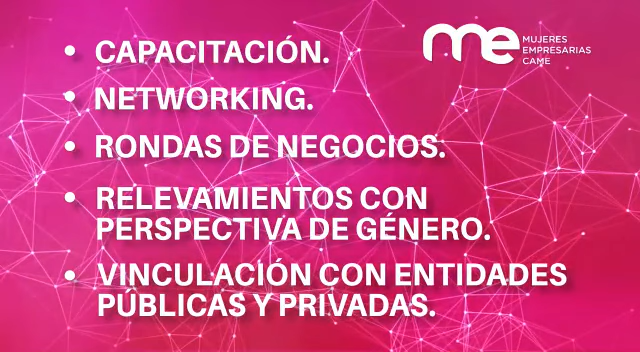 me MUJERES
EMPRESARIAS
CAME
• CAPACITACIÓN.
• NETWORKING.
• RONDAS DE NEGOCIOS.
• RELEVAMIENTOS CON
PERSPECTIVA DE GÉNERO.
• VINCULACIÓN CON ENTIDADES
PÚBLICAS Y PRIVADAS.